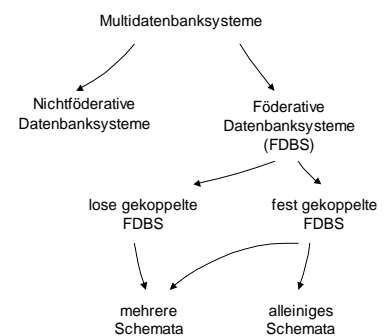 Multidatenbanksysteme
Nichtföderative
Datenbanksysteme
Föderative
Datenbanksysteme
(FDBS)
lose gekoppelte
FDBS
fest gekoppelte
FDBS
mehrere
Schemata
alleiniges
Schemata